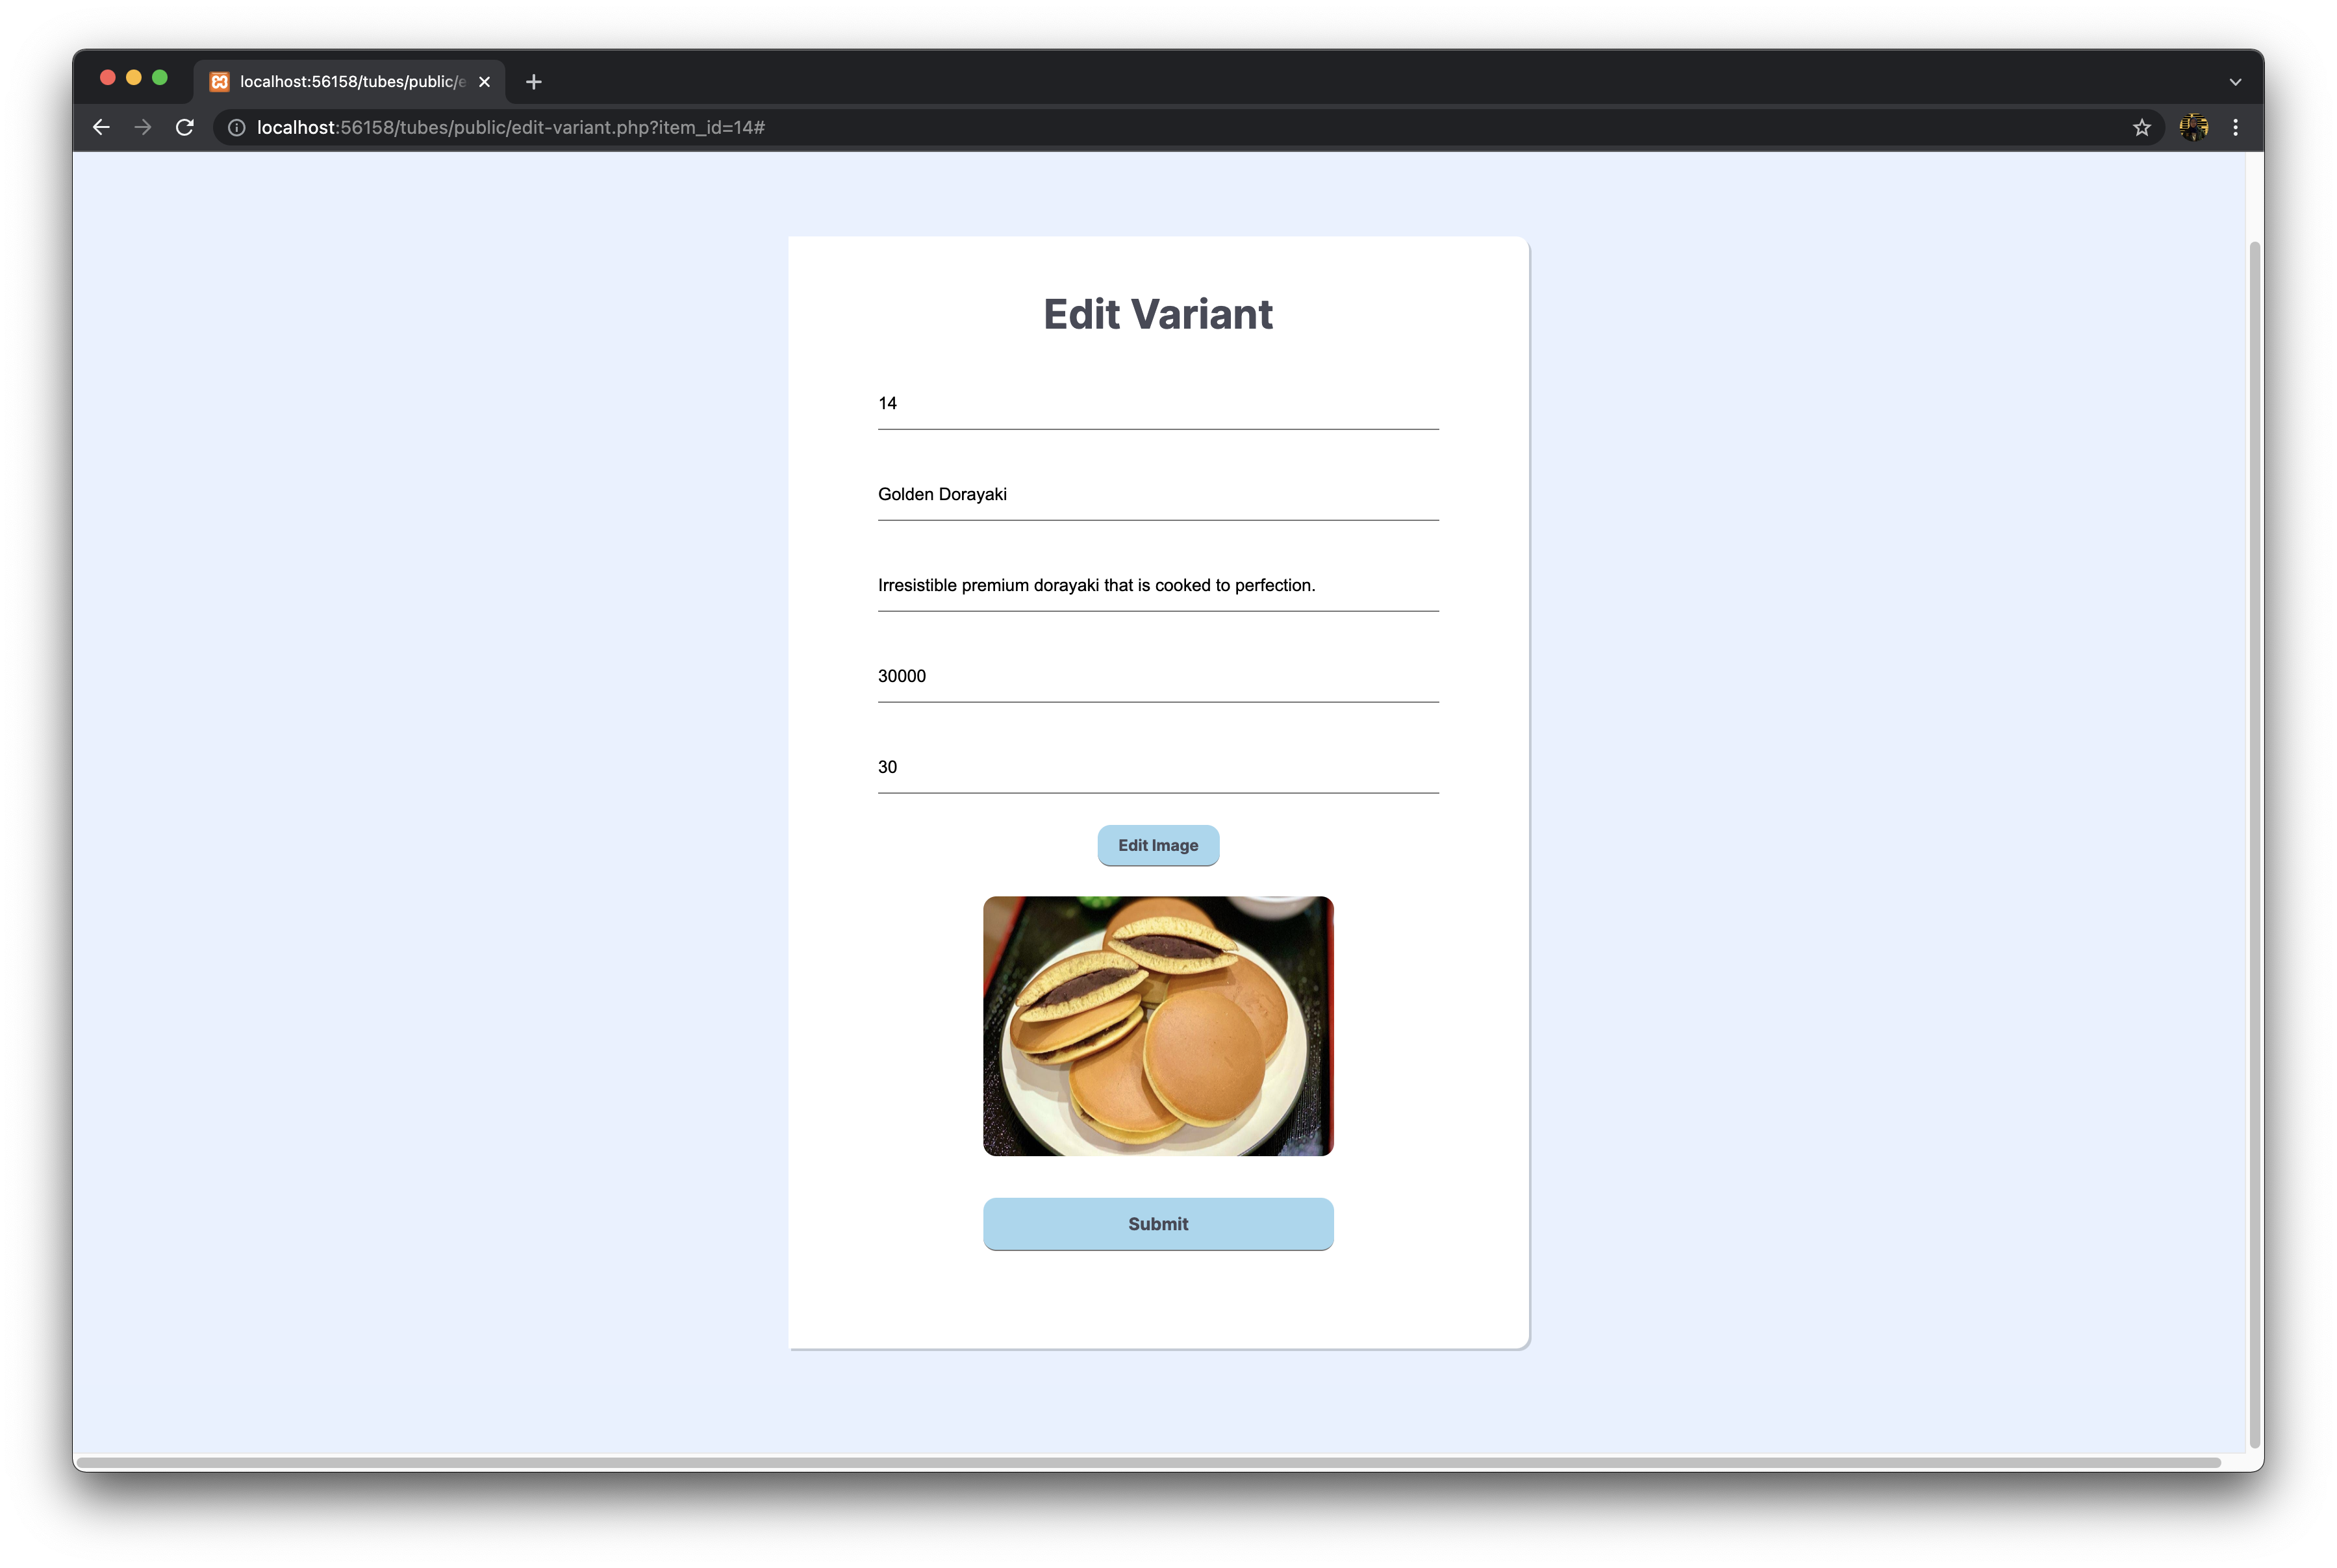 localhost:56158/tubes/public/e
localhost:56158/tubes/public/edit-variant.php?item_id=14#
Edit Variant
14
Golden Dorayaki
Irresistible premium dorayaki that is cooked to perfection.
30000
30
Edit Image
Submit